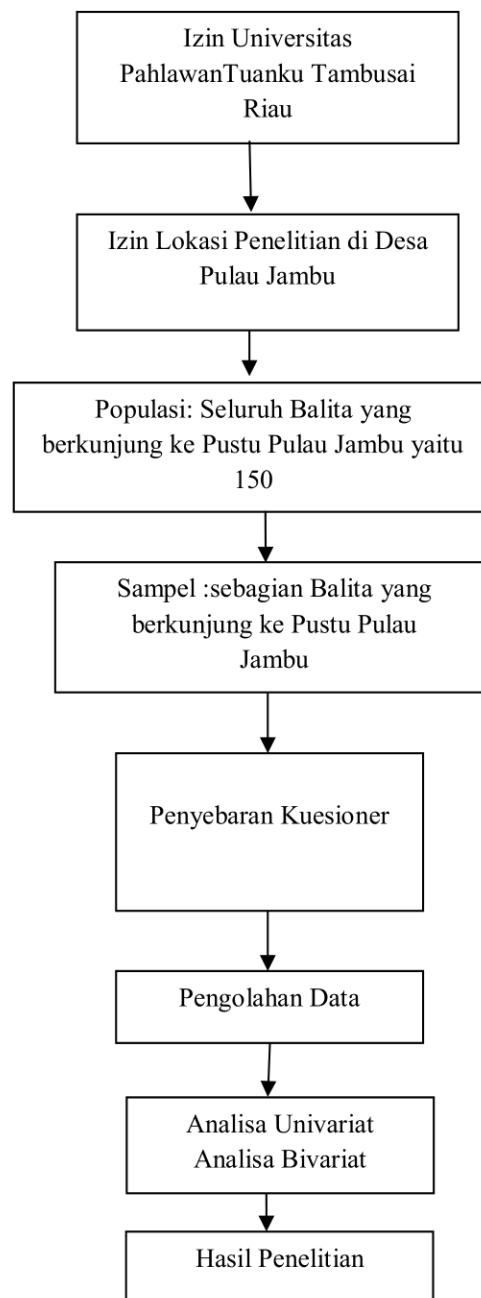 Izin Universitas
PahlawanTuanku Tambusai
Riau
Izin Lokasi Penelitian di Desa
Pulau Jambu
Populasi: Seluruh Balita yang
berkunjung ke Pustu Pulau Jambu yaitu
150
Sampel :sebagian Balita yang
berkunjung ke Pustu Pulau
Jambu
Penyebaran Kuesioner
Pengolahan Data
Analisa Univariat
Analisa Bivariat
Hasil Penelitian